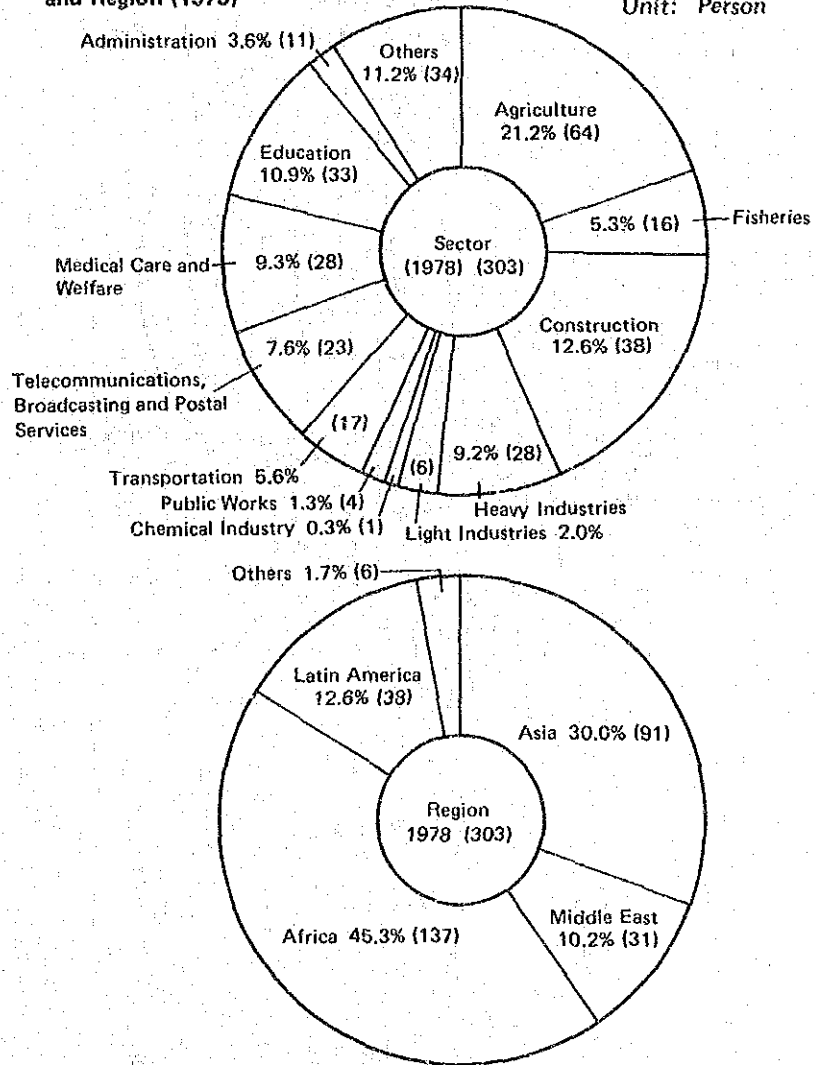 and Region (1978)
Unit: Person
Administration 3.6% (11)
Others
11.2% (34)
Agriculture
21.2% (64)
Education
10.9% (33)
5.3% (16)
Fisheries
Sector
(1978) (303)
Medical Care and
Welfare
9.3% (28)
Construction
12.6% (38)
7.6% (23)
Telecommunications,
Broadcasting and Postal
Services
(17)
(6)
9.2% (28)
Transportation 5.6%
Public Works 1.3% (4)
Heavy Industries
Chemical Industry 0.3% (1)
Light Industries 2.0%
Others 1.7% (6)
Latin America
12.6% (38)
Asia 30.0% (91)
Region
1978 (303)
Middle East
10.2% (31)
Africa 45.3% (137)